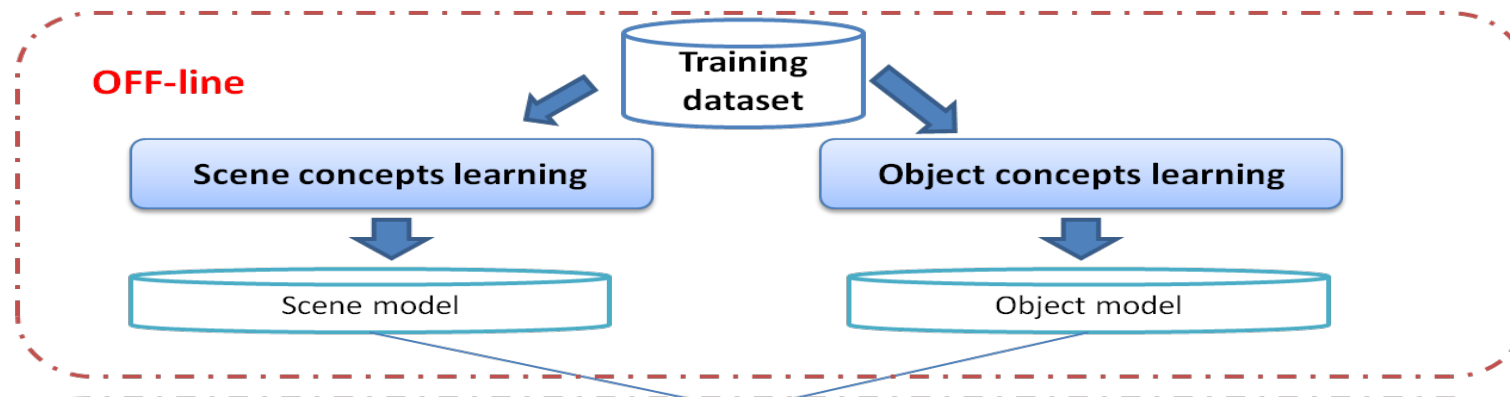 Training
dataset
OFF-line
Scene concepts learning
Object concepts learning
Scene model
Object model